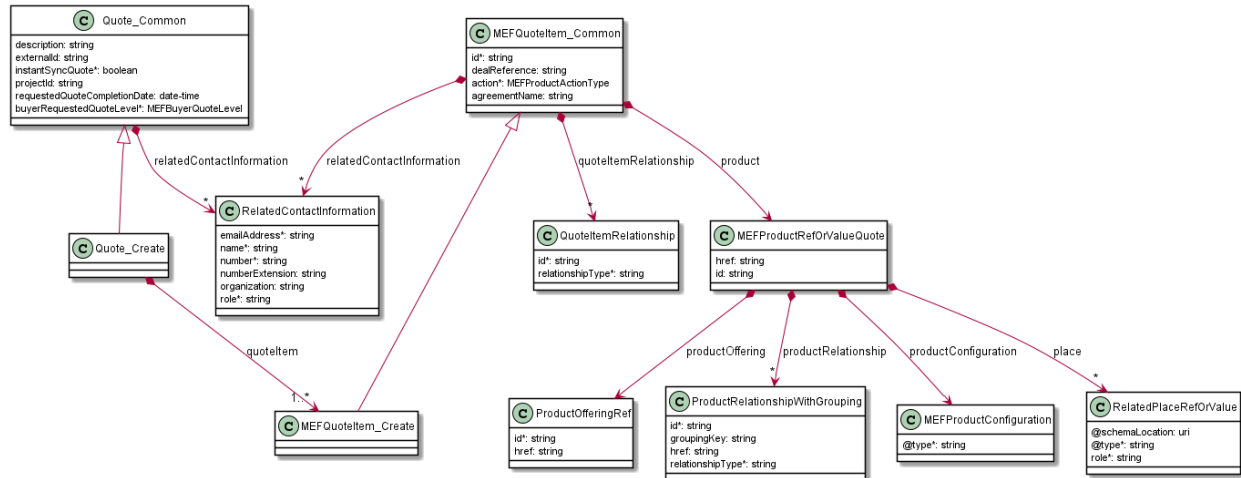 C Quote_Common
description: string
externalId: string
instantSyncQuote*: boolean
projectId: string
requestedQuoteCompletionDate: date-time
buyerRequestedQuoteLevel*: MEFBuyerQuoteLevel
C MEFQuoteItem_Common
id*: string
dealReference: string
action*: MEFProductActionType
agreementName: string
relatedContactInformation
relatedContactInformation
quoteItemRelationship
product
*
*
*
C RelatedContactInformation
emailAddress*: string
name*: string
number*: string
numberExtension: string
organization: string
role*: string
C Quote_Create
C QuoteItemRelationship
id*: string
relationshipType*: string
C MEFProductRefOrValueQuote
href: string
id: string
quoteItem
productOffering
productRelationship
productConfiguration
place
1..*
*
*
C MEFQuoteItem_Create
C ProductOfferingRef
id*: string
href: string
C ProductRelationshipWithGrouping
id*: string
groupingKey: string
href: string
relationshipType*: string
C MEFProductConfiguration
@type*: string
C RelatedPlaceRefOrValue
@schemaLocation: uri
@type*: string
role*: string